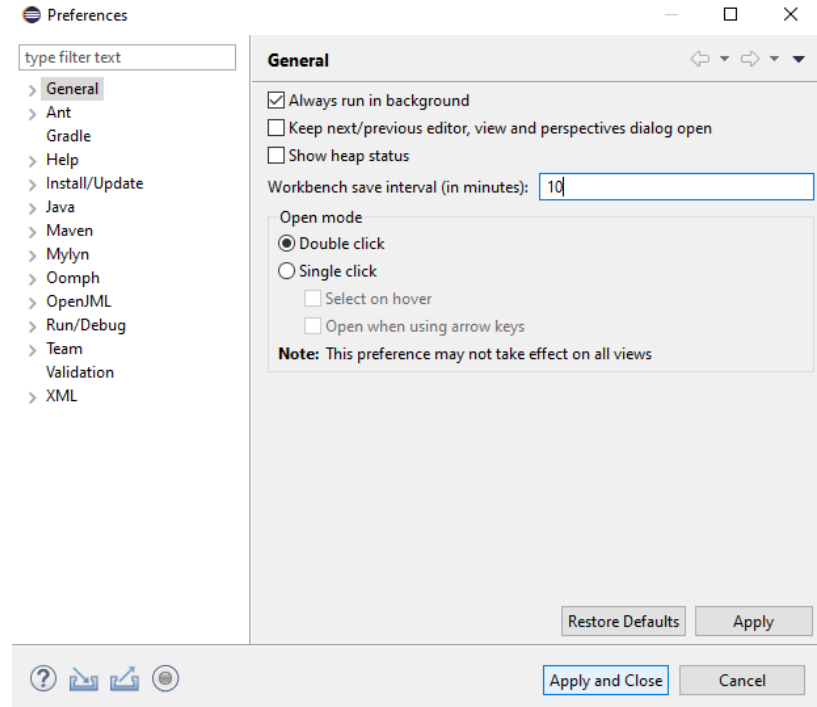 Preferences
type filter text
General
Ant
Gradle
Help
Install/Update
Java
Maven
Mylyn
Oomph
OpenJML
Run/Debug
Team
Validation
XML
General
Always run in background
Keep next/previous editor, view and perspectives dialog open
Show heap status
Workbench save interval (in minutes): 10
Open mode
Double click
Single click
Select on hover
Open when using arrow keys
Note: This preference may not take effect on all views
Restore Defaults Apply
? Apply and Close Cancel